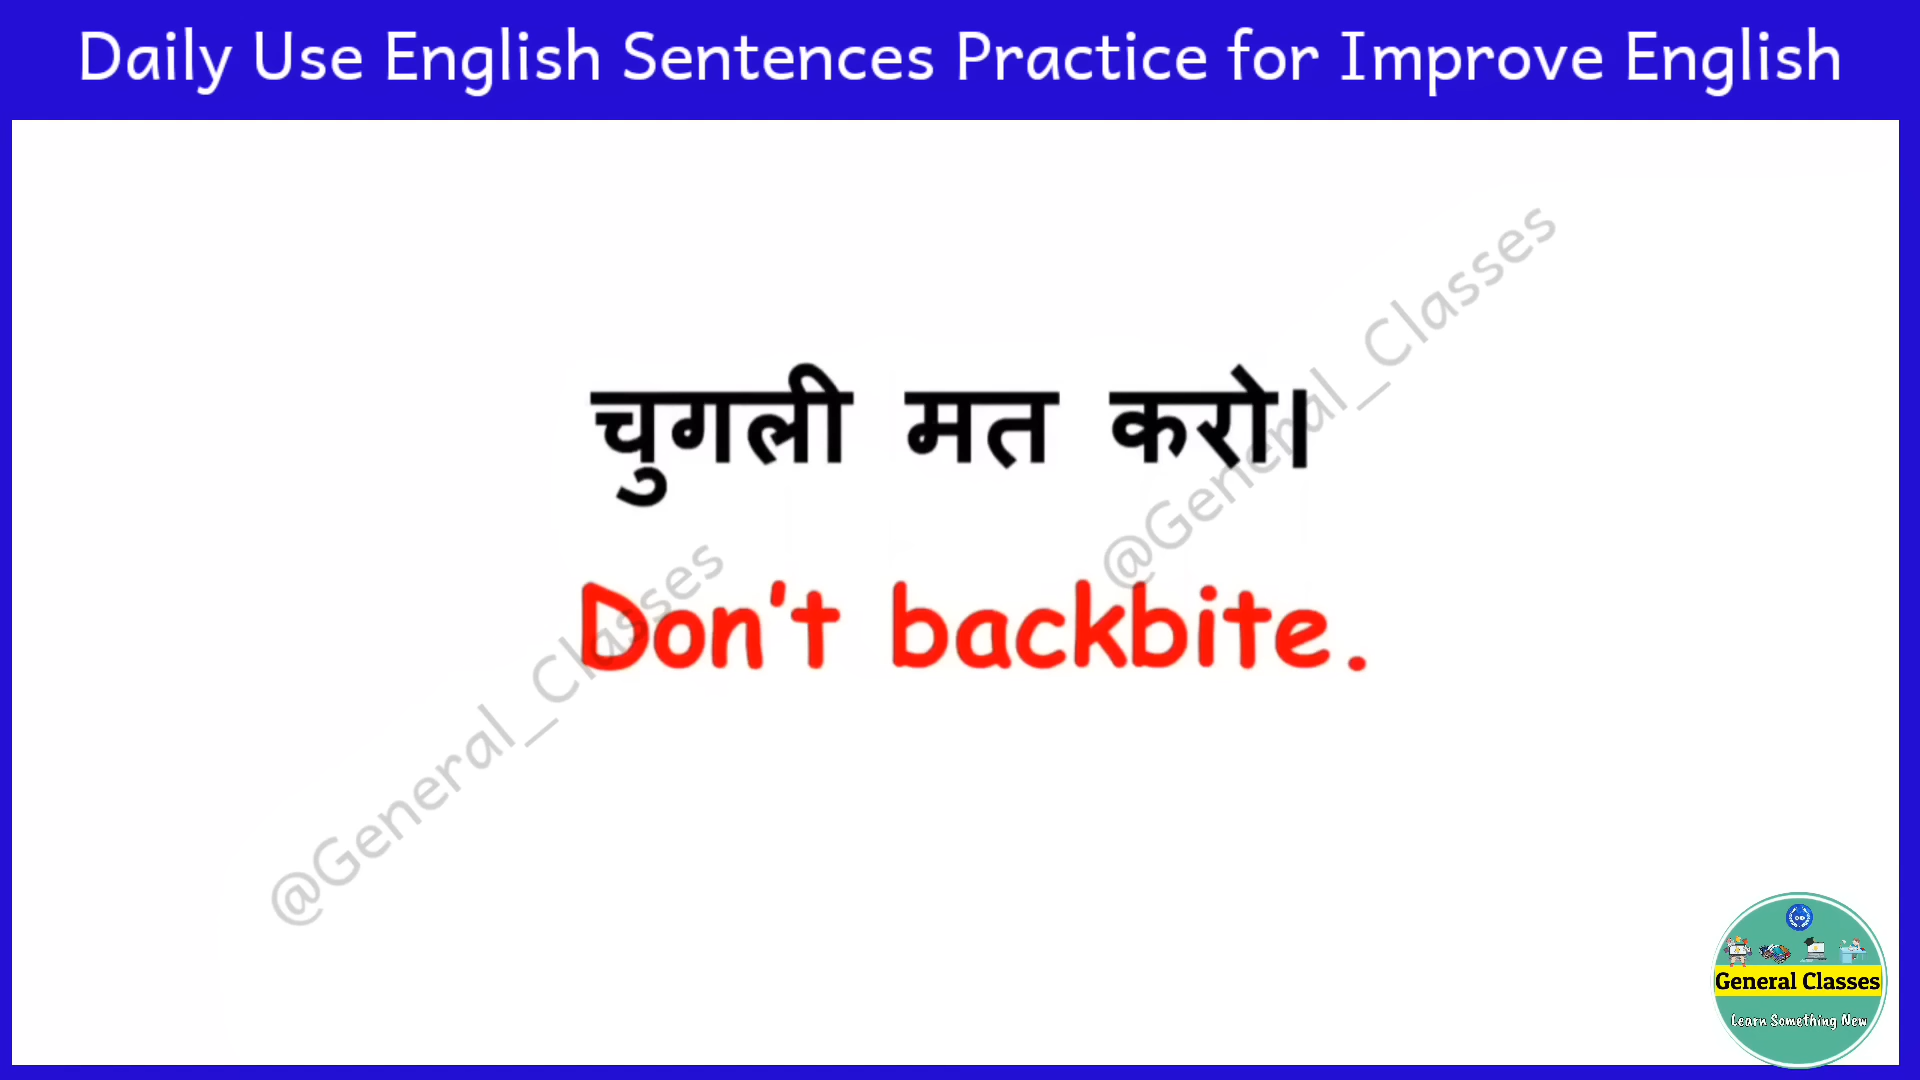 Daily Use English Sentences Practice for Improve English
चुगली मत करो।
Don't backbite.
@General_Classes
@General_Classes
General Classes
Learn Something New